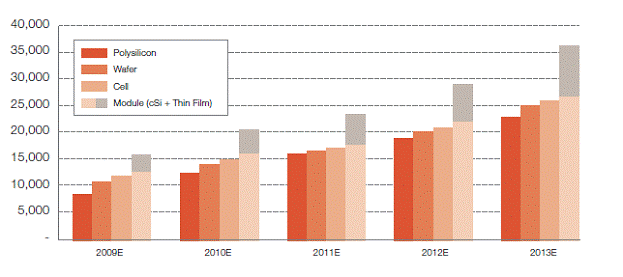 40,000
35,000
30,000
25,000
20,000
15,000
10,000
5,000
-
Polysilicon
Wafer
Cell
Module (cSi + Thin Film)
2009E 2010E 2011E 2012E 2013E